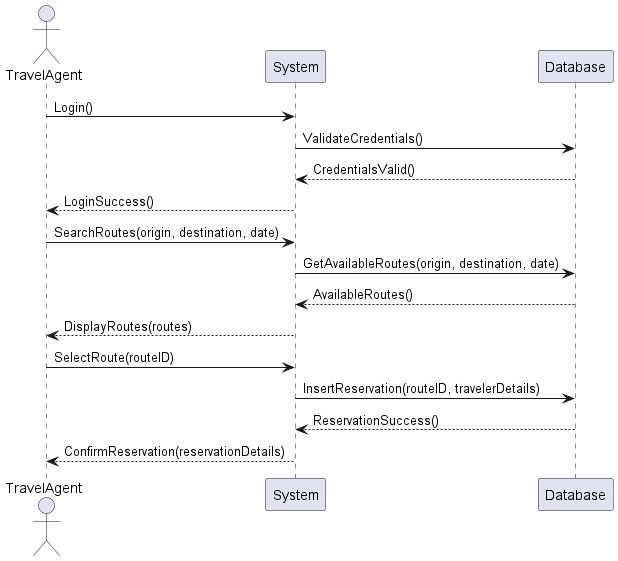 TravelAgent
System
Database
Login()
ValidateCredentials()
CredentialsValid()
LoginSuccess()
SearchRoutes(origin, destination, date)
GetAvailableRoutes(origin, destination, date)
AvailableRoutes()
DisplayRoutes(routes)
SelectRoute(routeID)
InsertReservation(routeID, travelerDetails)
ReservationSuccess()
ConfirmReservation(reservationDetails)
TravelAgent
System
Database